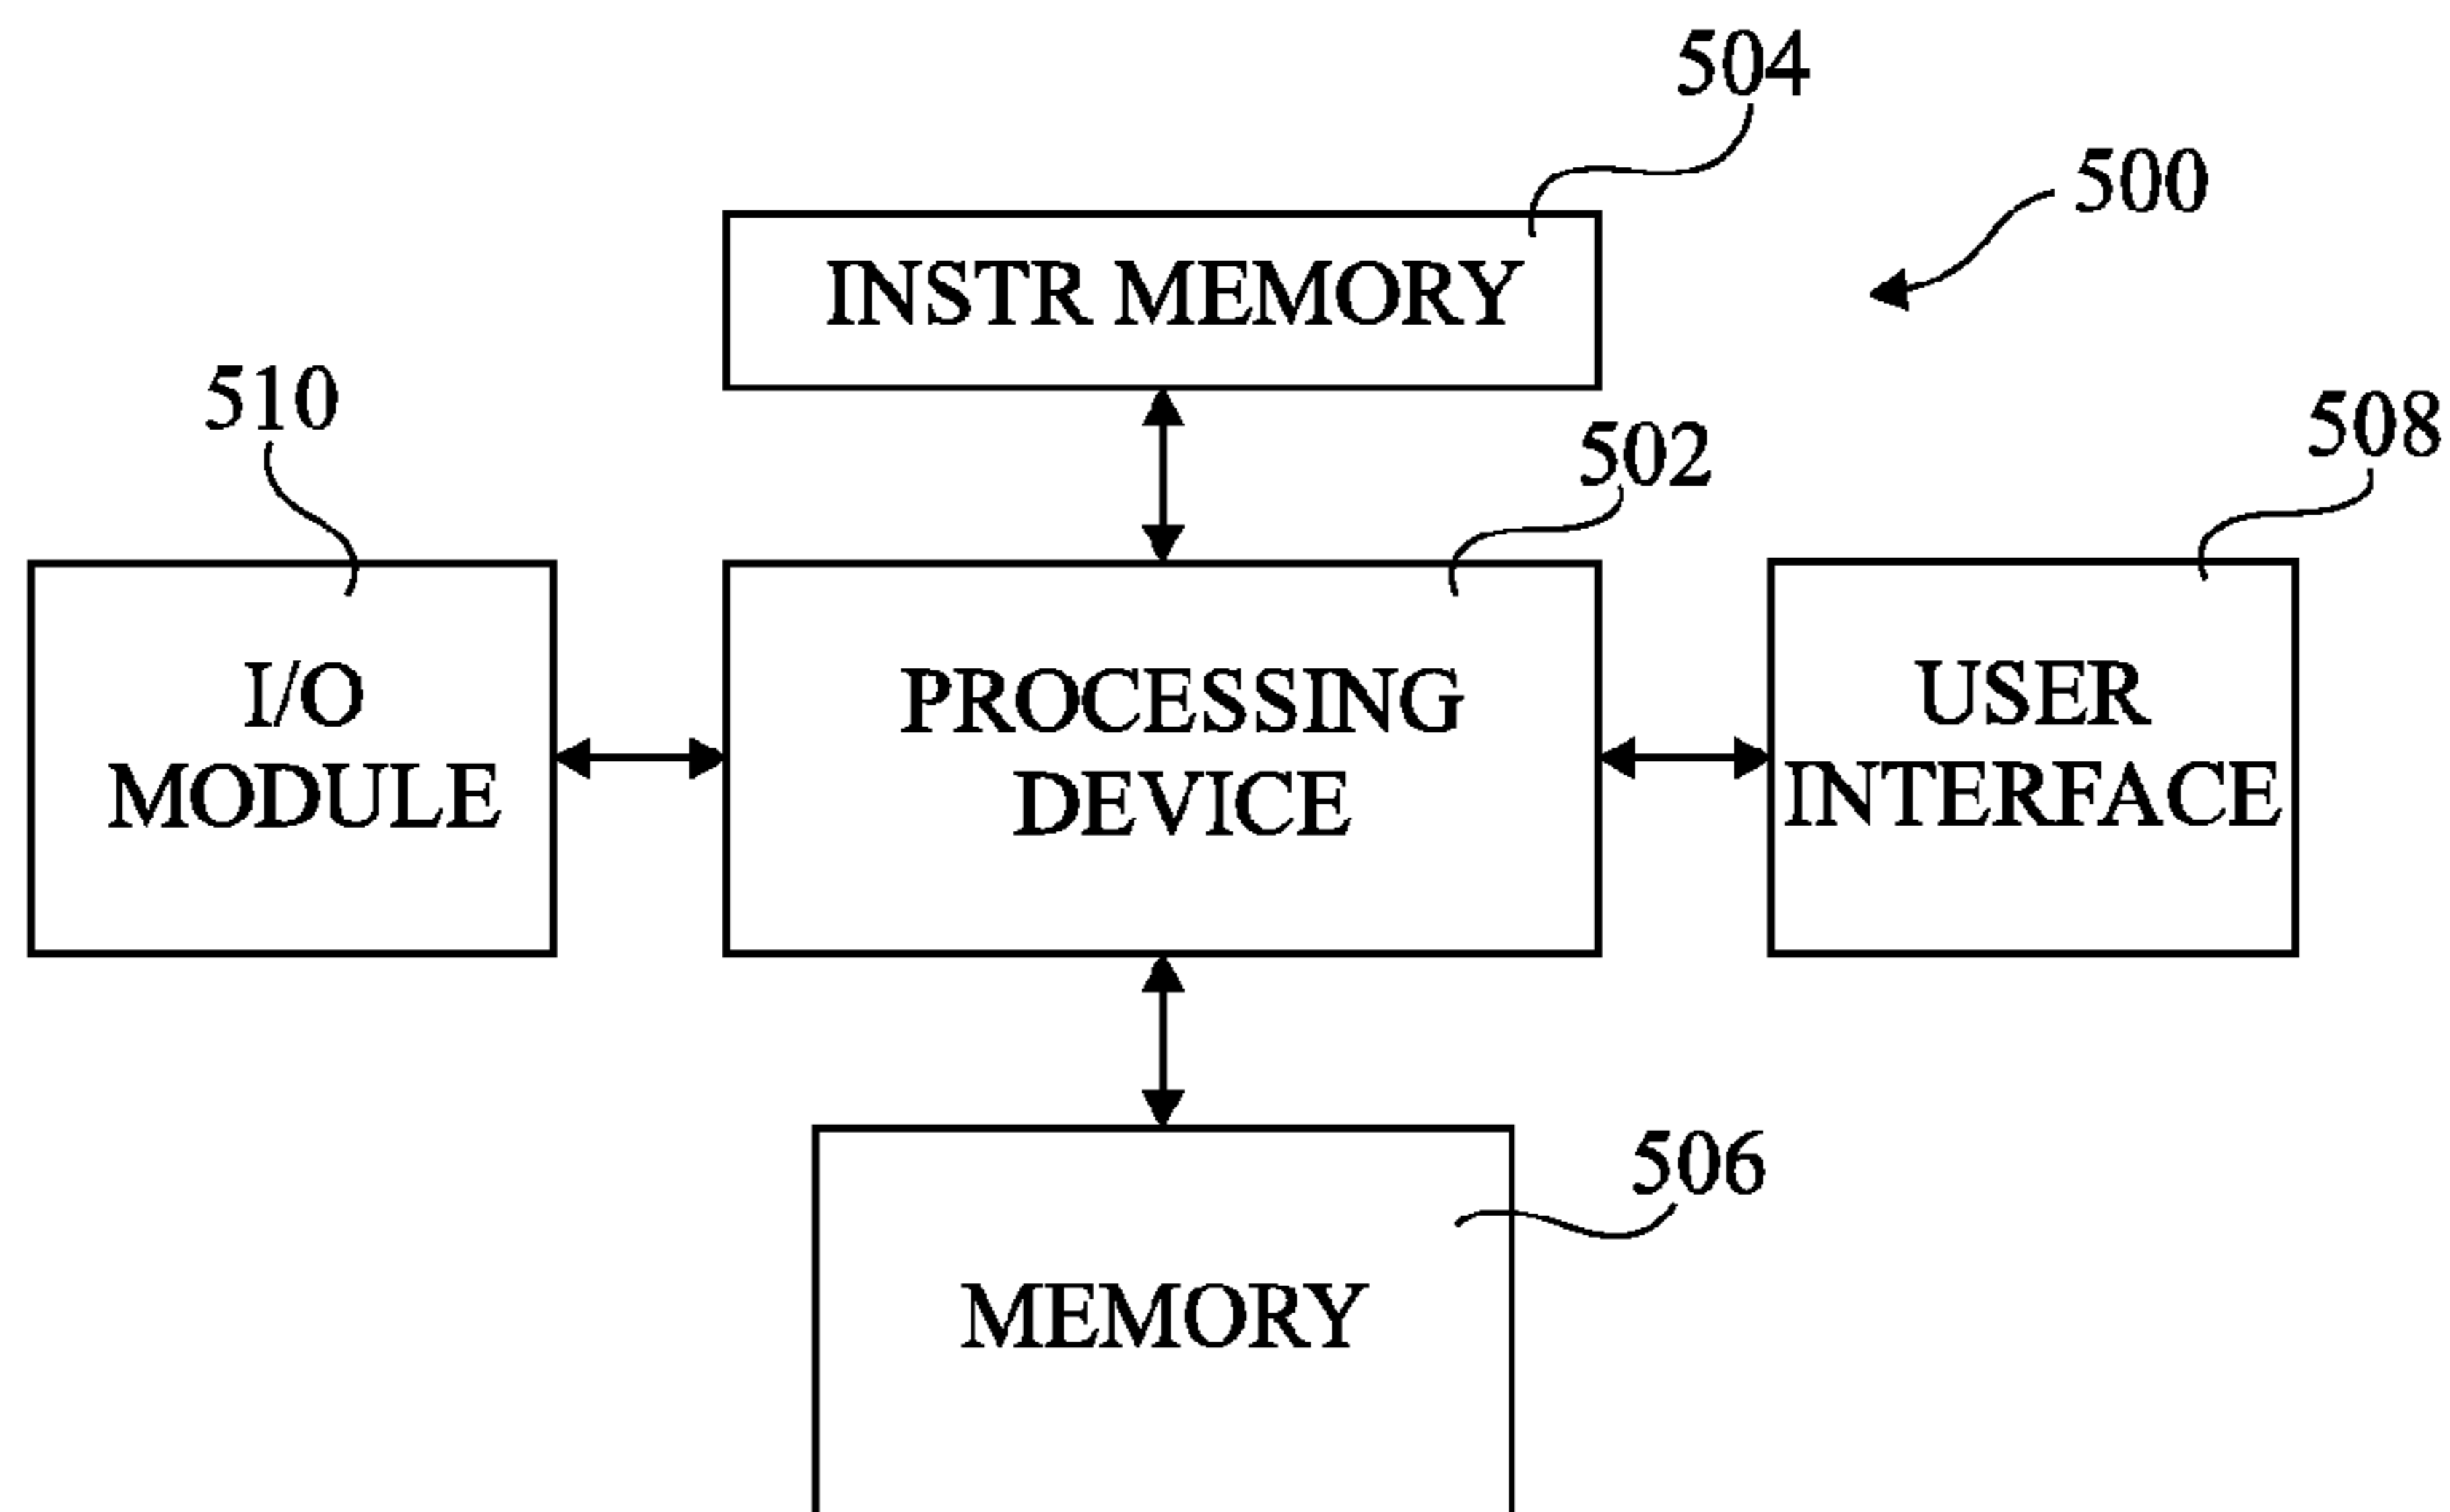 504
500
INSTR MEMORY
510
502
508
I/O
MODULE
PROCESSING
DEVICE
USER
INTERFACE
506
MEMORY